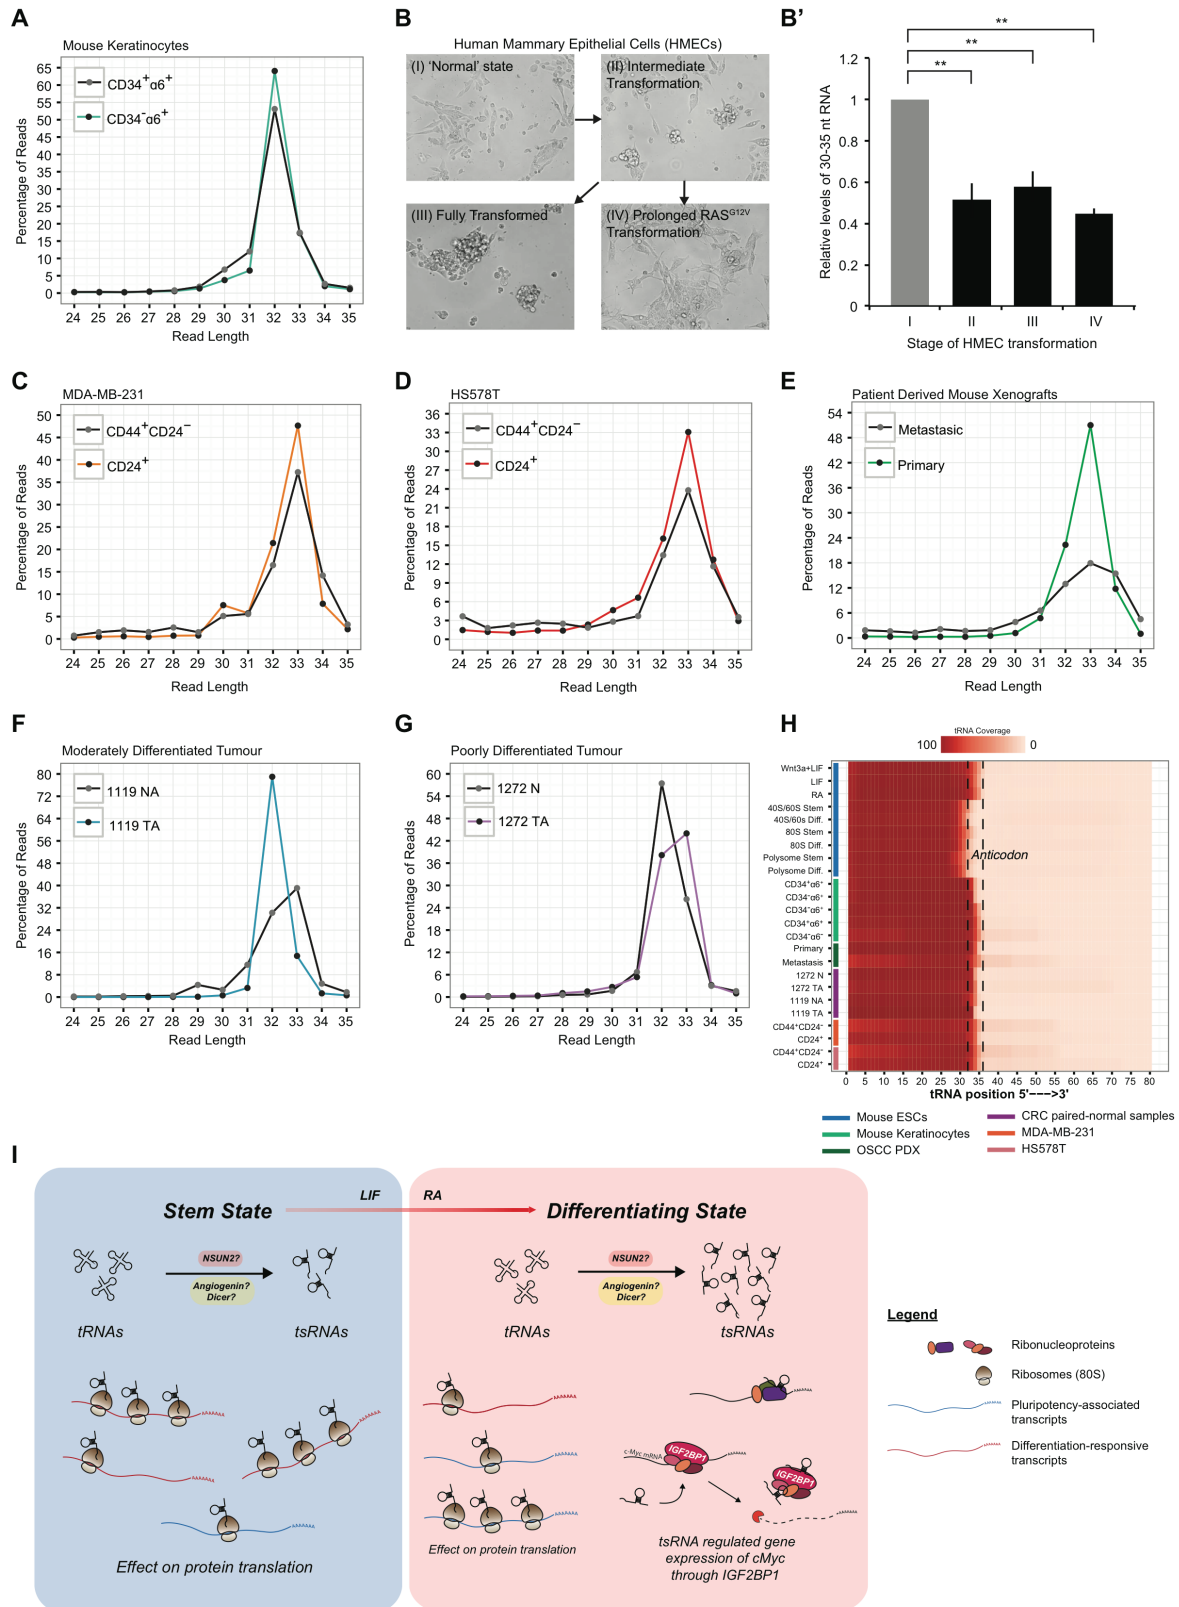 A
Mouse Keratinocytes
CD34+α6+
CD34-α6+
Percentage of Reads
65
60
55
50
45
40
35
30
25
20
15
10
5
0
24 25 26 27 28 29 30 31 32 33 34 35
Read Length
B
Human Mammary Epithelial Cells (HMECs)
(I) ‘Normal’ state
(II) Intermediate
Transformation
(III) Fully Transformed
(IV) Prolonged RASG12V
Transformation
B’
**
**
**
Relative levels of 30-35 nt RNA
1.2
1
0.8
0.6
0.4
0.2
0
I II III IV
Stage of HMEC transformation
C
MDA-MB-231
CD44+CD24-
CD24+
Percentage of Reads
50
45
40
35
30
25
20
15
10
5
0
24 25 26 27 28 29 30 31 32 33 34 35
Read Length
D
HS578T
CD44+CD24-
CD24+
Percentage of Reads
36
33
30
27
24
21
18
15
12
9
6
3
0
24 25 26 27 28 29 30 31 32 33 34 35
Read Length
E
Patient Derived Mouse Xenografts
Metastasic
Primary
Percentage of Reads
54
48
42
36
30
24
18
12
6
0
24 25 26 27 28 29 30 31 32 33 34 35
Read Length
F
Moderately Differentiated Tumour
1119 NA
1119 TA
Percentage of Reads
80
72
64
56
48
40
32
24
16
8
0
24 25 26 27 28 29 30 31 32 33 34 35
Read Length
G
Poorly Differentiated Tumour
1272 N
1272 TA
Percentage of Reads
60
54
48
42
36
30
24
18
12
6
0
24 25 26 27 28 29 30 31 32 33 34 35
Read Length
H
tRNA Coverage
100 0
Wnt3a+LIF
LIF
RA
40S/60S Stem
40S/60s Diff.
80S Stem
80S Diff.
Polysome Stem
Polysome Diff.
CD34+α6+
CD34-α6+
CD34-α6+
CD34+α6+
CD34-α6-
Primary
Metastasis
1272 N
1272 TA
1119 NA
1119 TA
CD44+CD24-
CD24+
CD44+CD24-
CD24+
Anticodon
0 5 10 15 20 25 30 35 40 45 50 55 60 65 70 75 80
tRNA position 5'--->3'
Mouse ESCs
Mouse Keratinocytes
OSCC PDX
CRC paired-normal samples
MDA-MB-231
HS578T
I
LIF RA
Stem State
Differentiating State
NSUN2?
Angiogenin?
Dicer?
tRNAs
tsRNAs
NSUN2?
Angiogenin?
Dicer?
tRNAs
tsRNAs
AAAAAAA
AAAAAAA
AAAAAAA
AAAAAAA
Effect on protein translation
AAAAAAA
AAAAAAA
AAAAAAA
Effect on protein translation
AAAAAAA
c-Myc mRNA
IGF2BP1
AAAAAAA
IGF2BP1
AAAAAAA
tsRNA regulated gene
expression of cMyc
through IGF2BP1
Legend
Ribonucleoproteins
Ribosomes (80S)
Pluripotency-associated
transcripts
AAAAAA
Differentiation-responsive
transcripts
AAAAAA